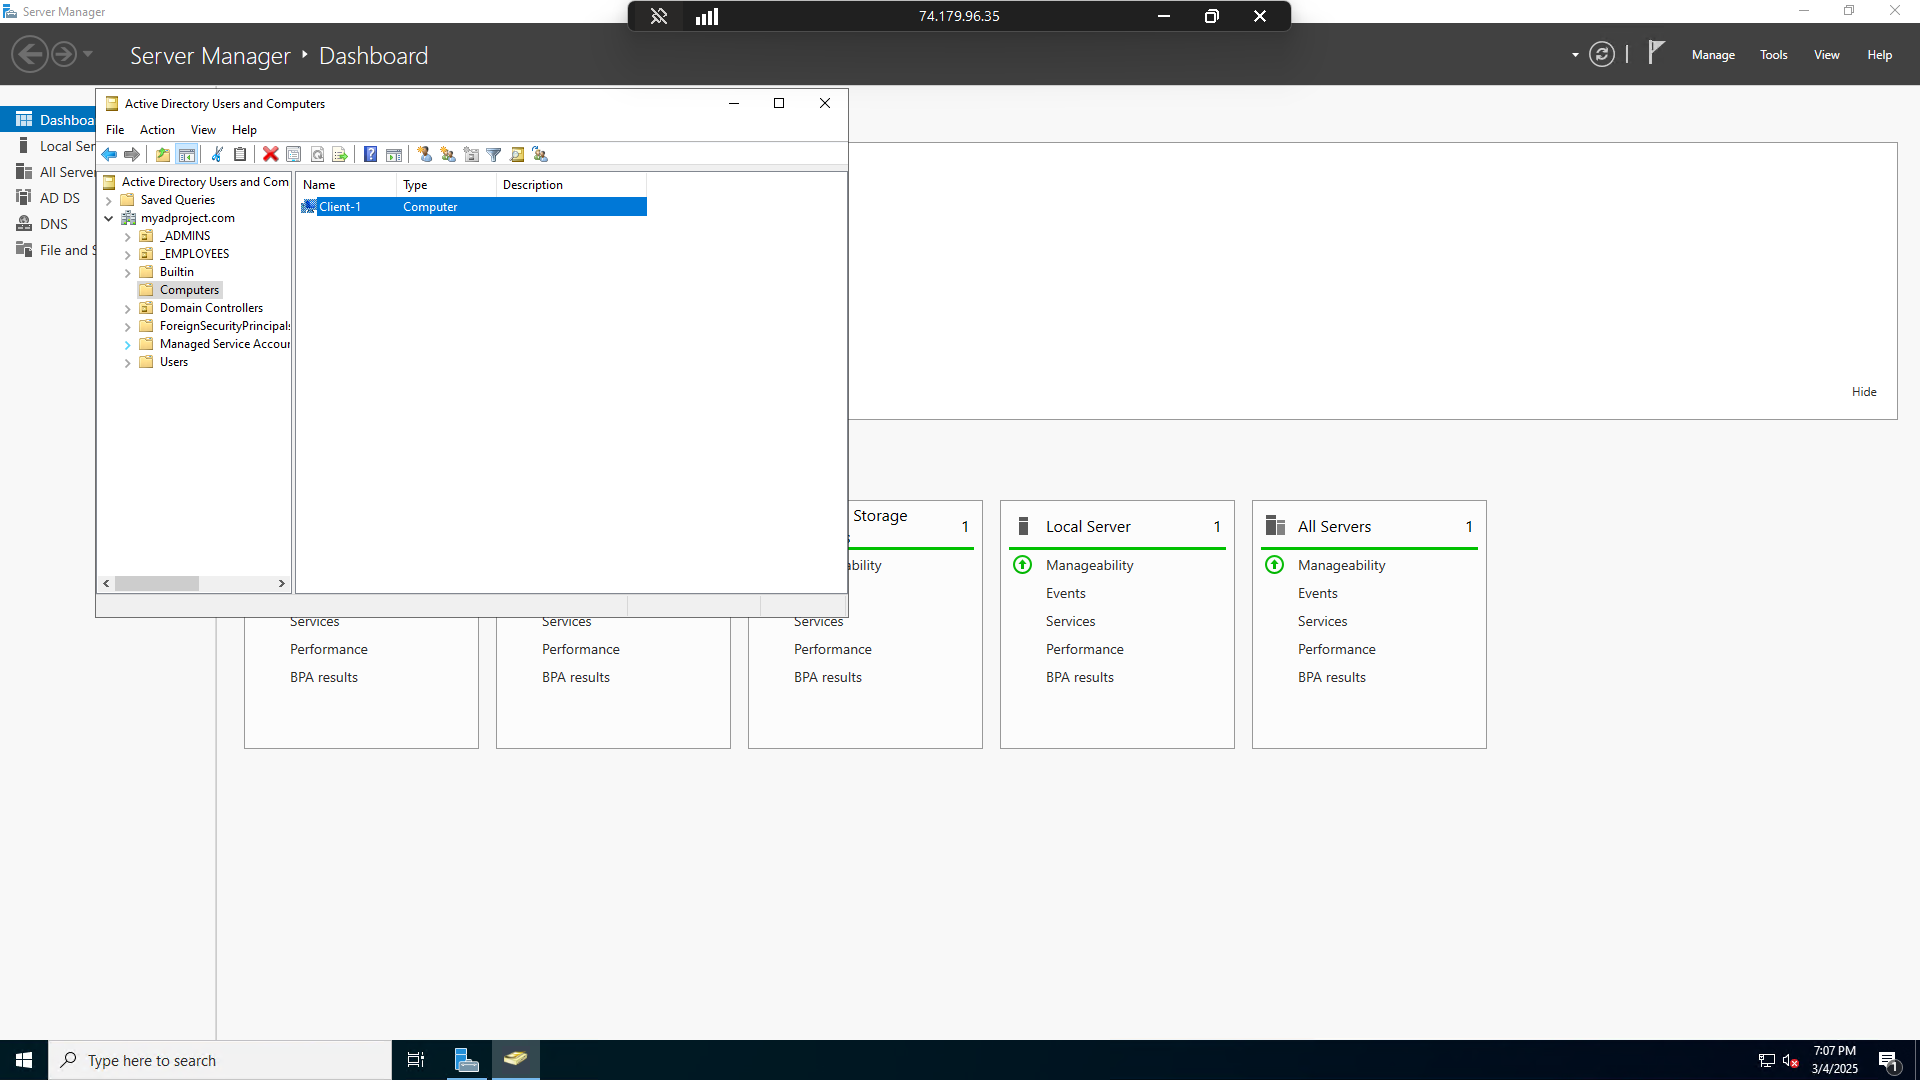 Server Manager
74.179.96.35
Server Manager ‣ Dashboard
Manage
Tools
View
Help
Dashboa
Local Ser
All Server
AD DS
DNS
File and S
Active Directory Users and Computers
File
Action
View
Help
Active Directory Users and Com
Saved Queries
myadproject.com
_ADMINS
_EMPLOYEES
Builtin
Computers
Domain Controllers
ForeignSecurityPrincipals
Managed Service Accour
Users
Name
Type
Description
Client-1
Computer
Hide
Services
Performance
BPA results
Services
Performance
BPA results
Storage
1
s
ability
Services
Performance
BPA results
Local Server
1
Manageability
Events
Services
Performance
BPA results
All Servers
1
Manageability
Events
Services
Performance
BPA results
Type here to search
7:07 PM
3/4/2025
1